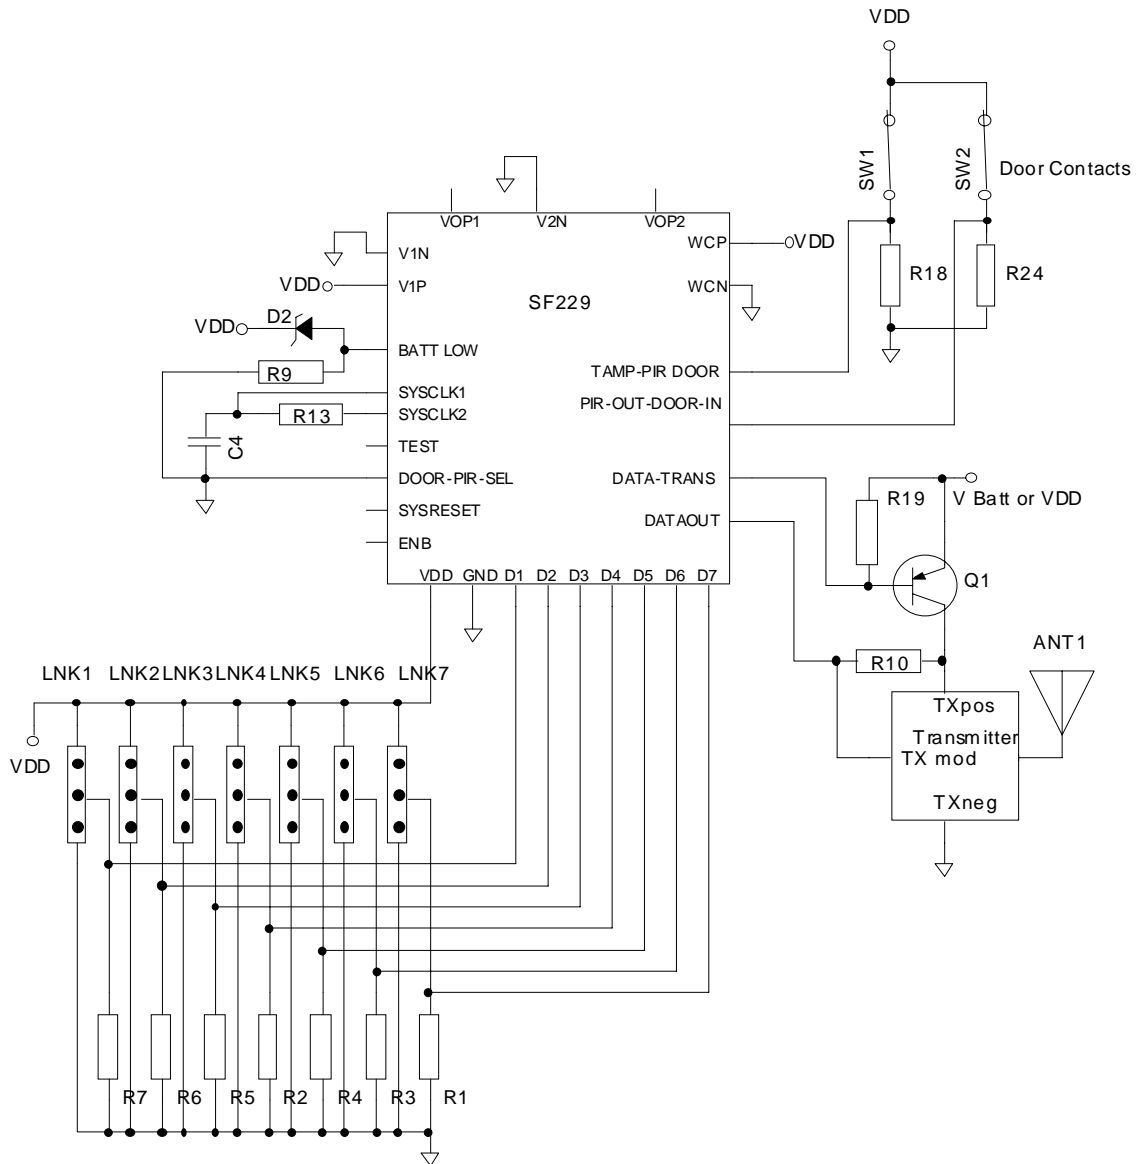 VDD
SW1
SW2
Door Contacts
VOP1
V2N
VOP2
V1N
WCP
VDD
VDD
V1P
WCN
SF229
R18
R24
VDD
D2
BATT LOW
R9
TAMP-PIR DOOR
SYSCLK1
PIR-OUT-DOOR-IN
R13
SYSCLK2
C4
TEST
DOOR-PIR-SEL
DATA-TRANS
R19
V Batt or VDD
SYSRESET
DATAOUT
ENB
VDD
GND
D1
D2
D3
D4
D5
D6
D7
Q1
ANT1
LNK1
LNK2
LNK3
LNK4
LNK5
LNK6
LNK7
R10
TXpos
Transmitter
TX mod
TXneg
VDD
R7
R6
R5
R2
R4
R3
R1